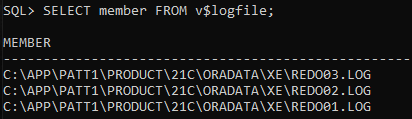 SQL> SELECT member FROM v$logfile;
MEMBER
--------------------------------------------------
C:\APP\PATT1\PRODUCT\21C\ORADATA\XE\REDO03.LOG
C:\APP\PATT1\PRODUCT\21C\ORADATA\XE\REDO02.LOG
C:\APP\PATT1\PRODUCT\21C\ORADATA\XE\REDO01.LOG